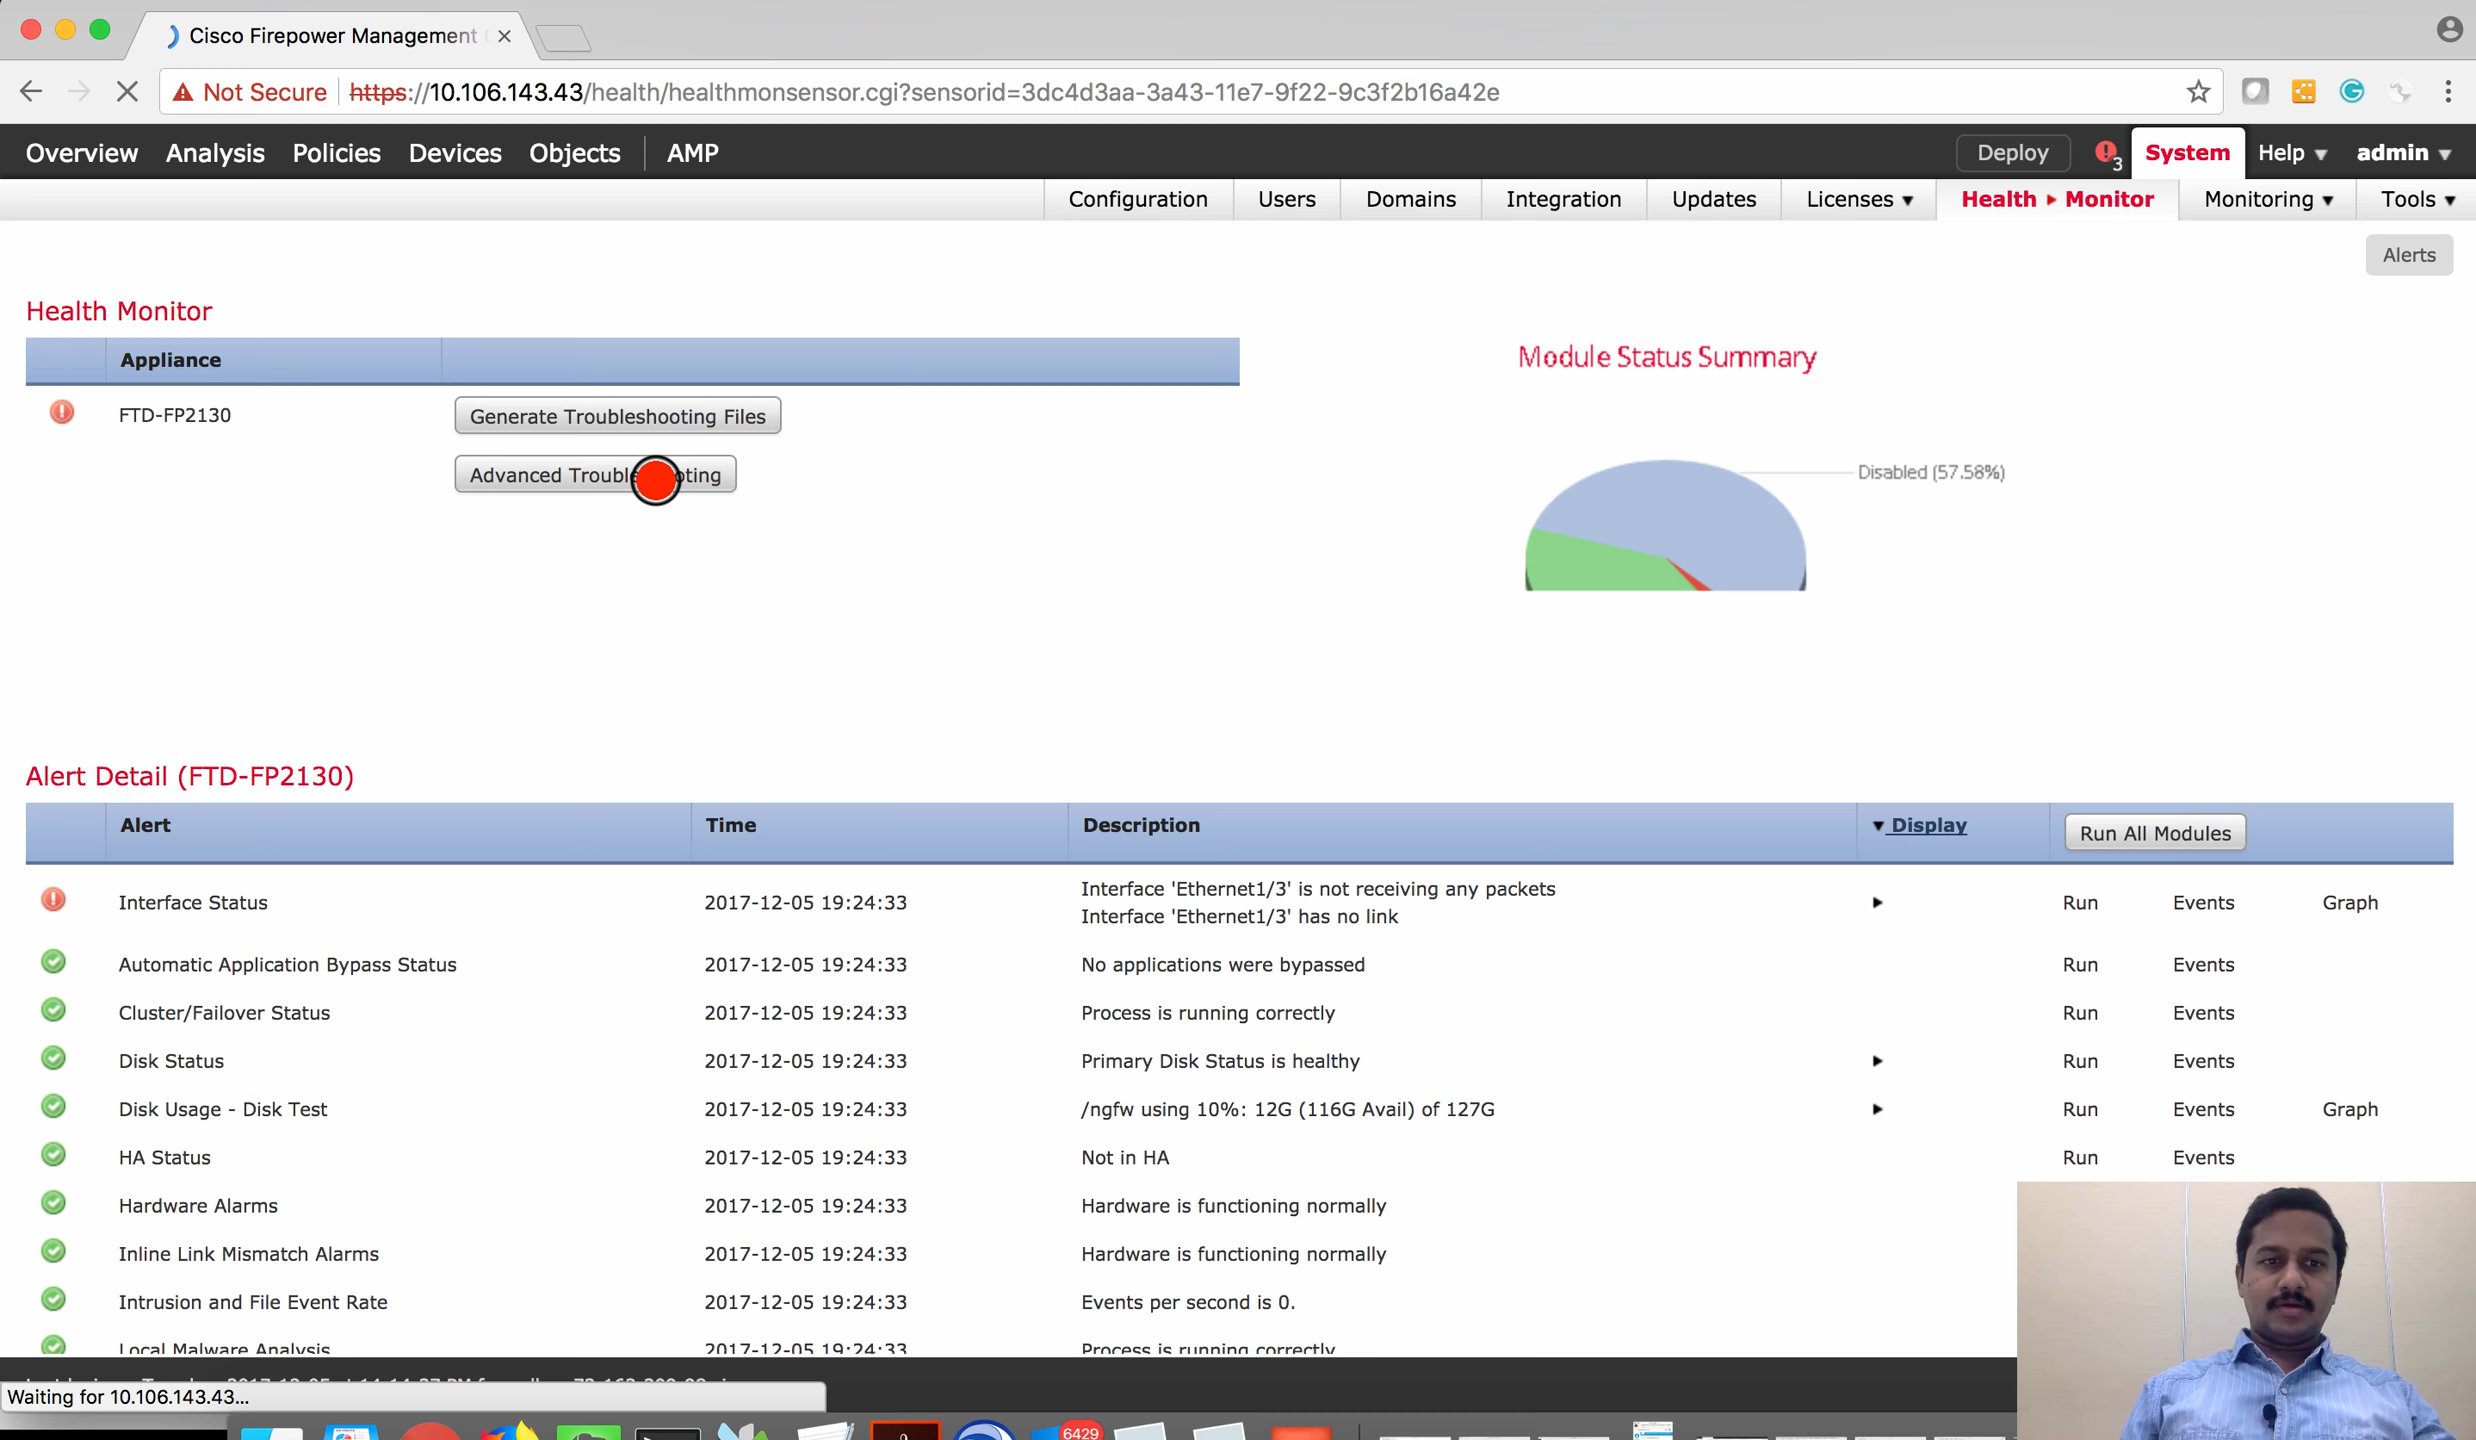 Cisco Firepower Management
Not Secure https://10.106.143.43/health/healthmonsensor.cgi?sensorid=3dc4d3aa-3a43-11e7-9f22-9c3f2b16a42e
Overview Analysis Policies Devices Objects AMP Deploy 3 System Help admin
Configuration Users Domains Integration Updates Licenses Health Monitor Monitoring Tools
Alerts
Health Monitor
Appliance
Module Status Summary
FTD-FP2130 Generate Troubleshooting Files
Advanced Troubl ting
Disabled (57.58%)
Alert Detail (FTD-FP2130)
Alert Time Description Display Run All Modules
Interface Status 2017-12-05 19:24:33 Interface 'Ethernet1/3' is not receiving any packets
Interface 'Ethernet1/3' has no link Run Events Graph
Automatic Application Bypass Status 2017-12-05 19:24:33 No applications were bypassed Run Events
Cluster/Failover Status 2017-12-05 19:24:33 Process is running correctly Run Events
Disk Status 2017-12-05 19:24:33 Primary Disk Status is healthy Run Events
Disk Usage - Disk Test 2017-12-05 19:24:33 /ngfw using 10%: 12G (116G Avail) of 127G Run Events Graph
HA Status 2017-12-05 19:24:33 Not in HA Run Events
Hardware Alarms 2017-12-05 19:24:33 Hardware is functioning normally
Inline Link Mismatch Alarms 2017-12-05 19:24:33 Hardware is functioning normally
Intrusion and File Event Rate 2017-12-05 19:24:33 Events per second is 0.
Local Malware Analysis 2017-12-05 19:24:33 Process is running correctly
Waiting for 10.106.143.43...
6429